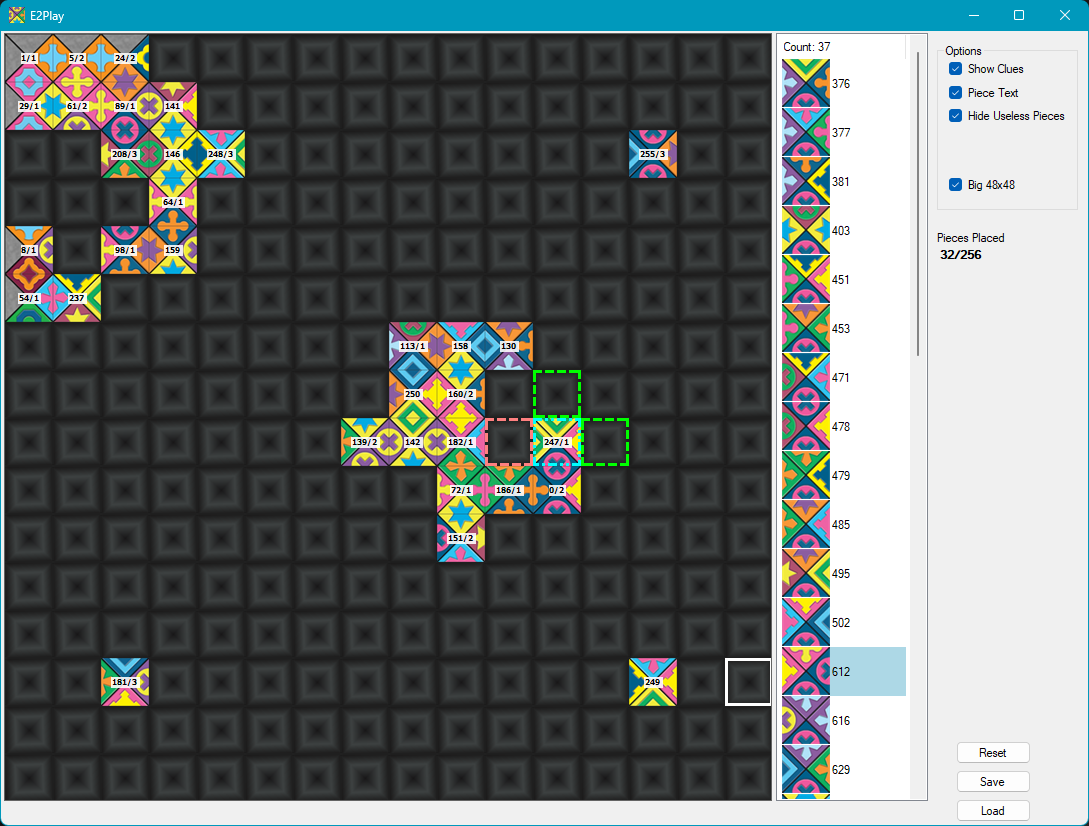 E2Play
Count: 37
Options
Show Clues
Piece Text
Hide Useless Pieces
Big 48x48
Pieces Placed
32/256
Reset
Save
Load
1/1 5/2 24/2
29/1 61/2 89/1 141
208/3 146 248/3 255/3
64/1
8/1 98/1 159
54/1 237
113/1 158 130
250 160/2
139/2 142 182/1 247/1
72/1 186/1 0/2
151/2
181/3 249
376
377
381
403
451
453
471
478
479
485
495
502
612
616
629